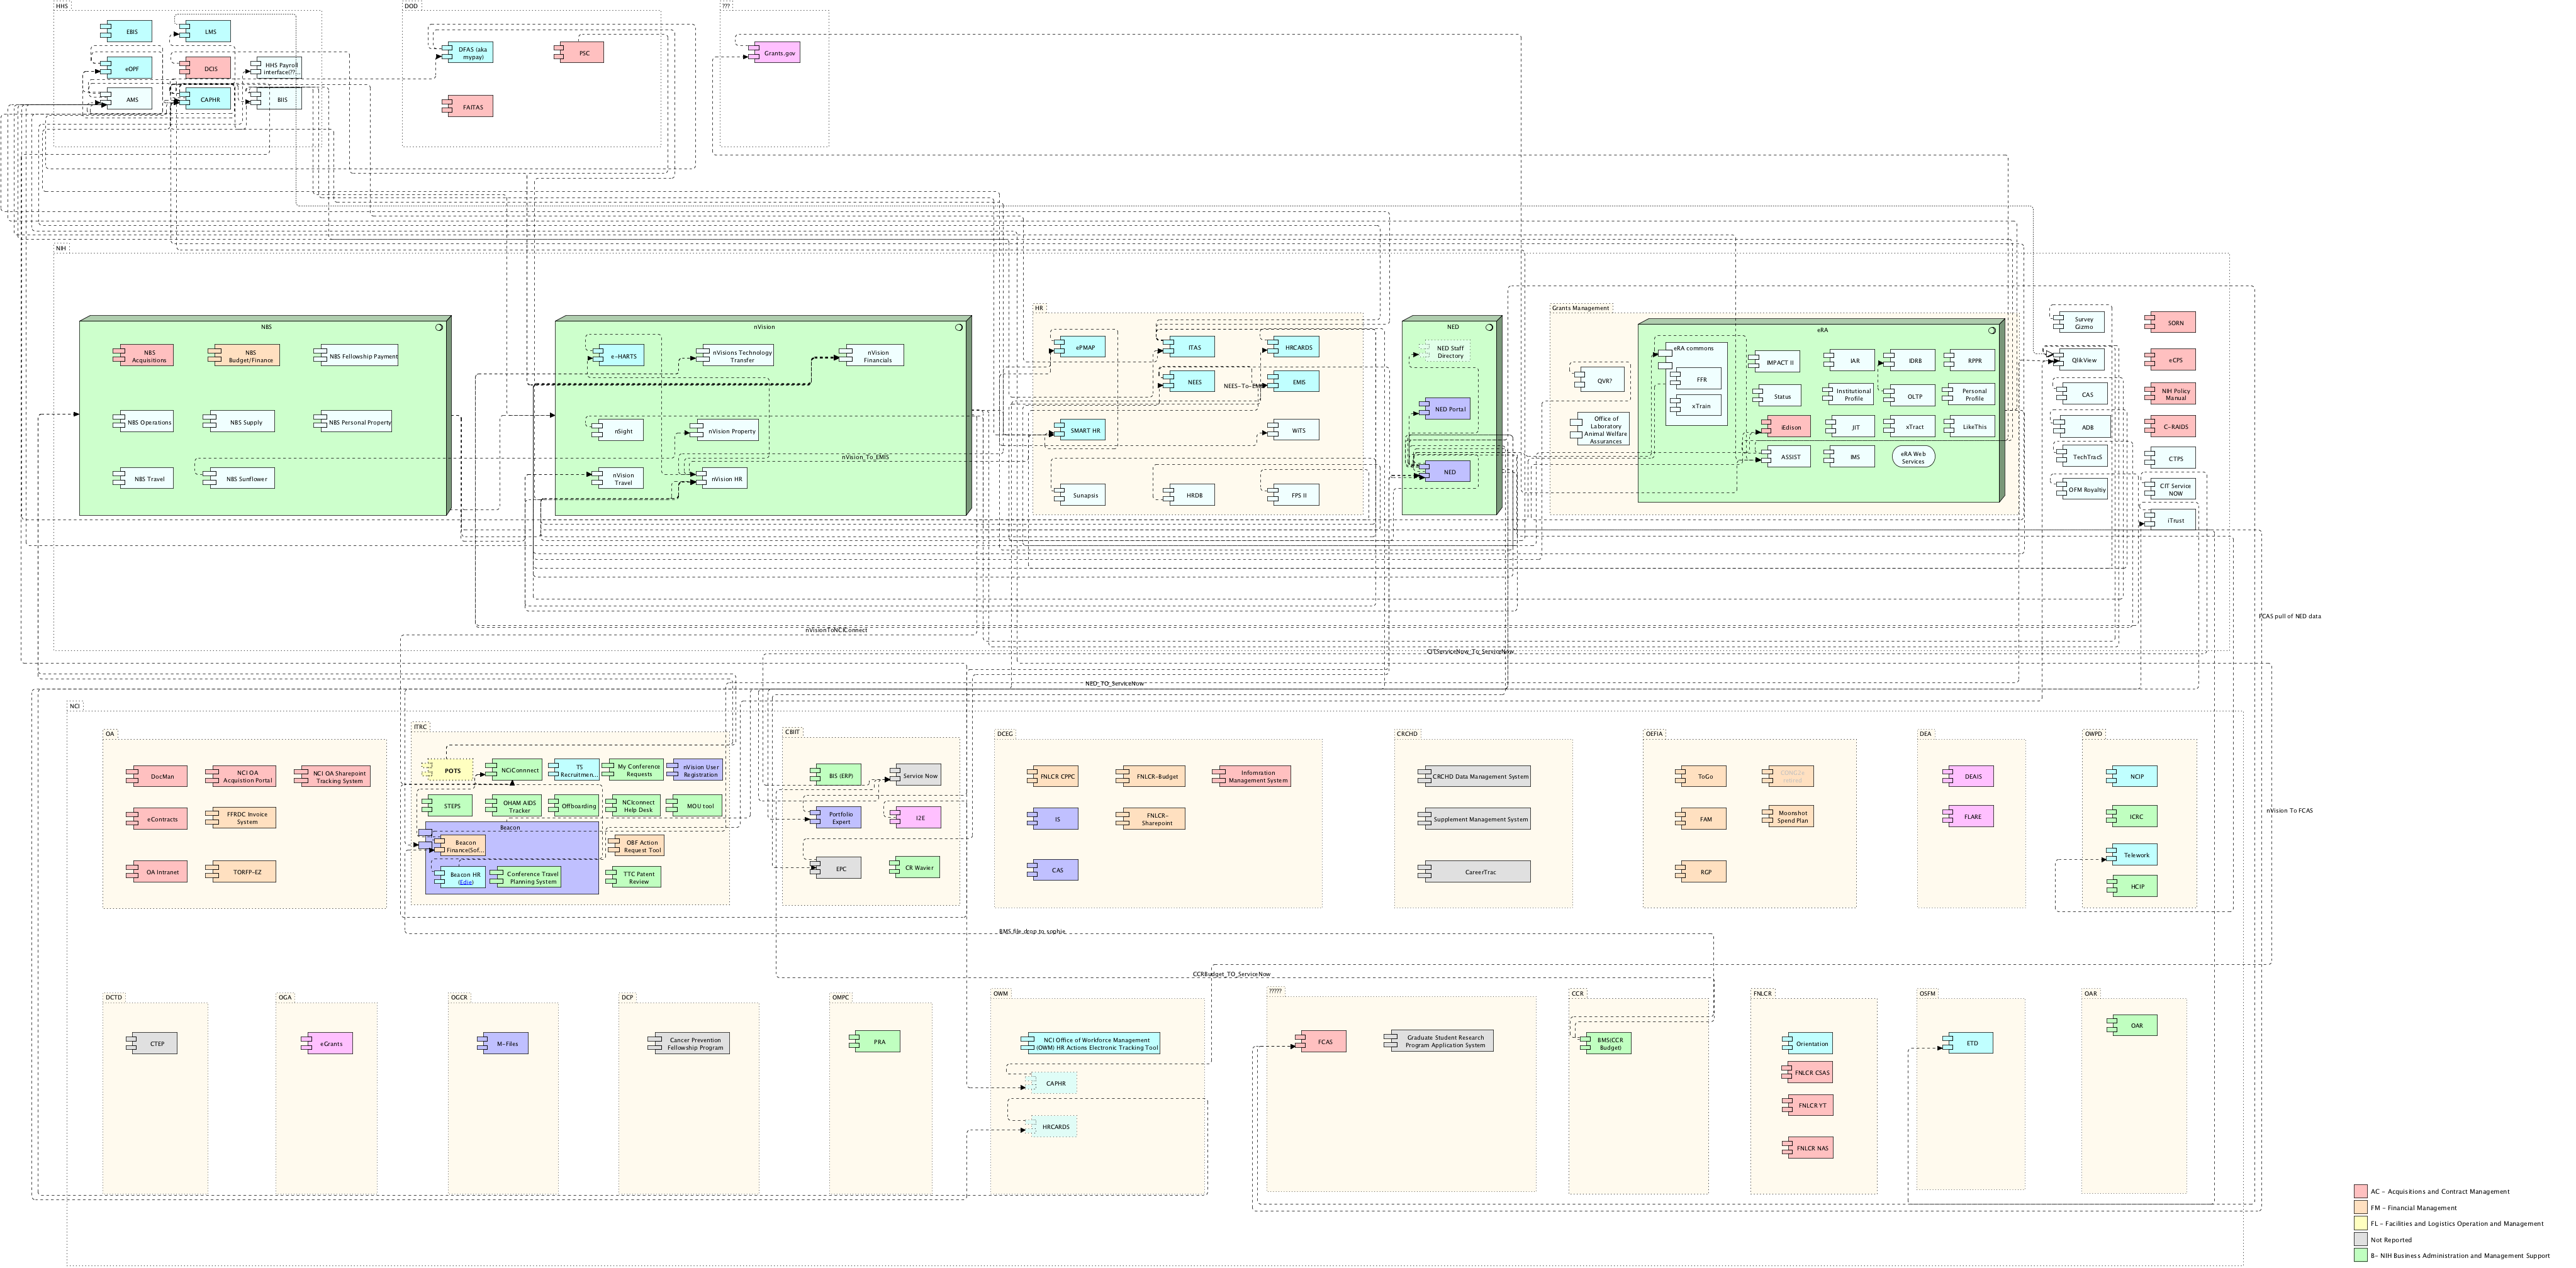 HHS
EBIS
LMS
eOPF
DCIS
HHS Payroll
interface(??...
AMS
CAPHR
BIIS
DOD
DFAS (aka
mypay)
PSC
FAITAS
???
Grants.gov
NIH
NBS
NBS
Acquisitions
NBS
Budget/Finance
NBS Fellowship Payment
NBS Operations
NBS Supply
NBS Personal Property
NBS Travel
NBS Sunflower
nVision
e-HARTS
nVisions Technology
Transfer
nVision
Financials
nSight
nVision Property
nVision_To_EMIS
nVision
Travel
nVision HR
HR
ePMAP
ITAS
HRCARDS
NEES
EMIS
SMART HR
WiTS
Sunapsis
HRDB
FPS II
NED
NED Staff
Directory
NED Portal
NED
Grants Management
QVR?
Office of
Laboratory
Animal Welfare
Assurances
eRA
eRA commons
FFR
xTrain
IMPACT II
IAR
IDRB
RPPR
Status
Institutional
Profile
OLTP
Personal
Profile
iEdison
JIT
xTract
LikeThis
ASSIST
IMS
eRA Web
Services
Survey
Gizmo
SORN
QlikView
eCPS
CAS
NIH Policy
Manual
ADB
C-RAIDS
TechTracS
CTPS
OFM Royaltiy
CIT Service
NOW
iTrust
FCAS pull of NED data
nVisionToNCIConnect
CITServiceNow_To_ServiceNow
NED_TO_ServiceNow
NCI
OA
DocMan
NCI OA
Acquistion Portal
NCI OA Sharepoint
Tracking System
eContracts
FFRDC Invoice
System
OA Intranet
TORFP-EZ
ITRC
POTS
NCiConnnect
TS
Recruitmen...
My Conference
Requests
nVision User
Registration
STEPS
OHAM AIDS
Tracker
Offboarding
NCIconnect
Help Desk
MOU tool
Beacon
Beacon
Finance(Sof...
OBF Action
Request Tool
Beacon HR
(Edie)
Conference Travel
Planning System
TTC Patent
Review
CBIIT
BIS (ERP)
Service Now
Portfolio
Expert
I2E
EPC
CR Wavier
DCEG
FNLCR CPPC
FNLCR-Budget
Infomration
Management System
IS
FNLCR-
Sharepoint
CAS
CRCHD
CRCHD Data Management System
Supplement Management System
CareerTrac
OEFIA
ToGo
FAM
Moonshot
Spend Plan
RGP
DEA
DEAIS
FLARE
OWPD
NCIP
ICRC
Telework
HCIP
nVision To FCAS
BMS file drop to sophie
CCRBudget_TO_ServiceNow
DCTD
CTEP
OGA
eGrants
OGCR
M-Files
DCP
Cancer Prevention
Fellowship Program
OMPC
PRA
OWM
NCI Office of Workforce Management
(OWM) HR Actions Electronic Tracking Tool
CAPHR
HRCARDS
?????
FCAS
Graduate Student Research
Program Application System
CCR
BMS(CCR
Budget)
FNLCR
Orientation
FNLCR CSAS
FNLCR YT
FNLCR NAS
OSFM
ETD
OAR
OAR
AC - Acquisitions and Contract Management
FM - Financial Management
FL - Facilities and Logistics Operation and Management
Not Reported
B- NIH Business Administration and Management Support